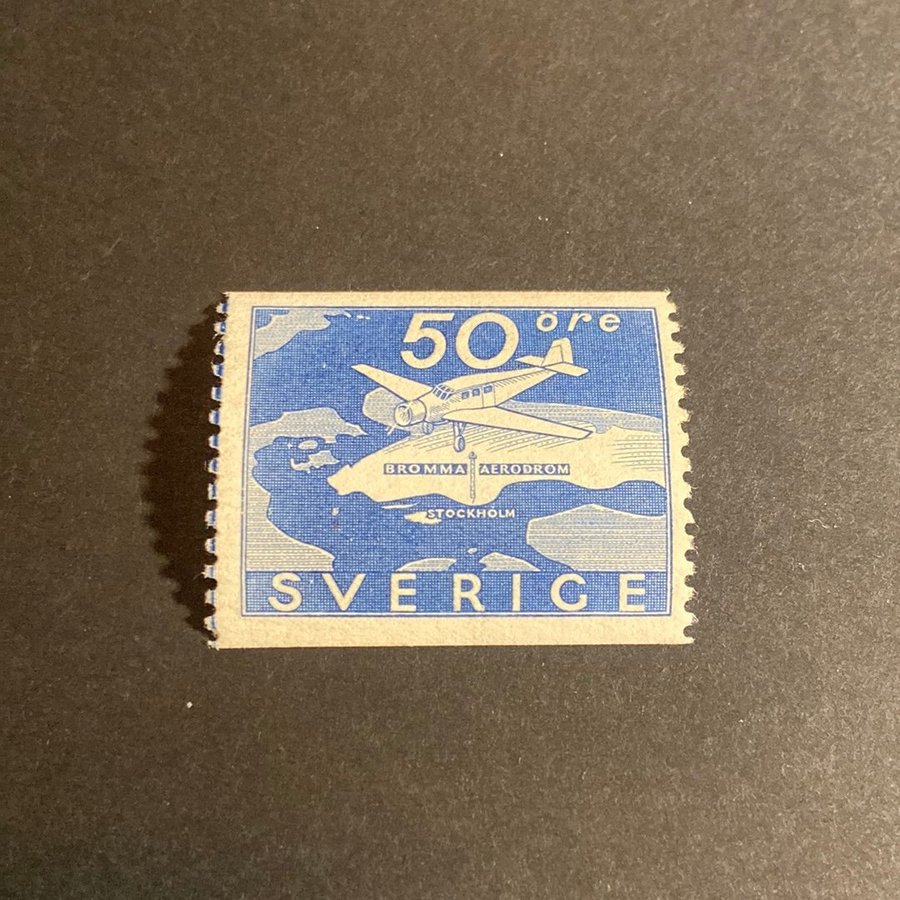 50 öre
BROMMA AERODROM
STOCKHOLM
SVERIGE